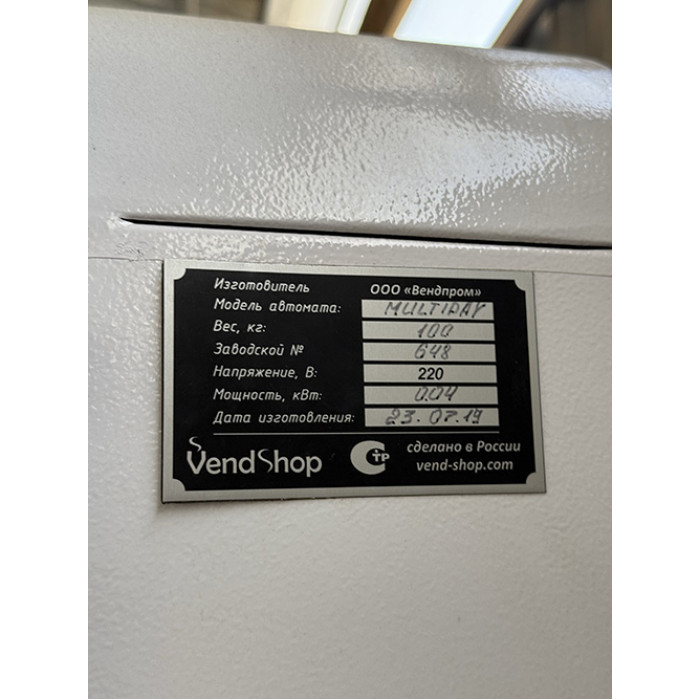 Изготовитель ООО «Вендпром»
Модель автомата: MULTIPAY
Вес, кг: 100
Заводской № 648
Напряжение, В: 220
Мощность, кВт: 0.04
Дата изготовления: 23.07.19
VendShop СТР сделано в России
vend-shop.com